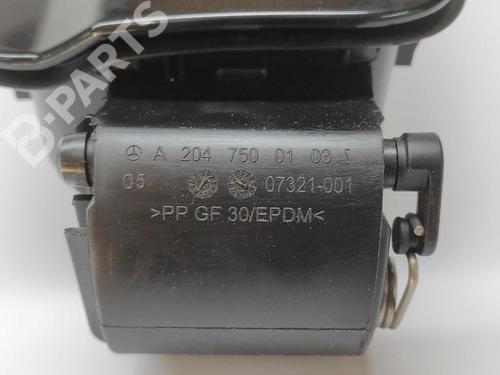 B-PARTS
A 204 750 01 03
05 07321-001
>PP GF 30/EPDM<